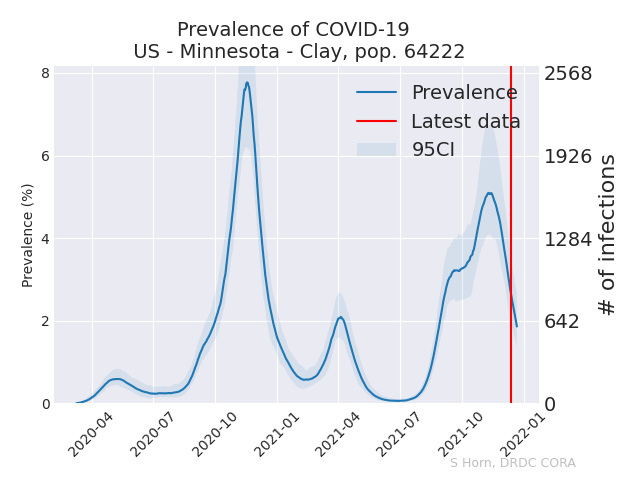 Prevalence of COVID-19
US - Minnesota - Clay, pop. 64222
Prevalence
Latest data
95CI
8
6
4
2
0
Prevalence (%)
2568
1926
1284
642
0
# of infections
2020-04
2020-07
2020-10
2021-01
2021-04
2021-07
2021-10
2022-01
S Horn, DRDC CORA